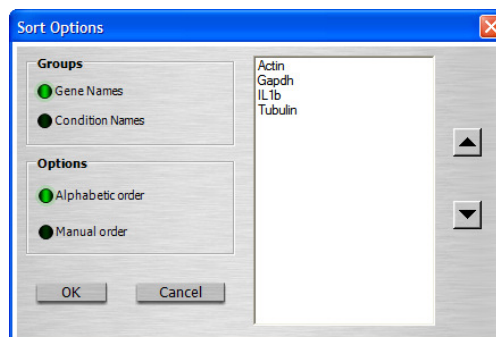 Sort Options
Groups
Gene Names
Condition Names
Options
Alphabetic order
Manual order
OK
Cancel
Actin
Gapdh
IL1b
Tubulin